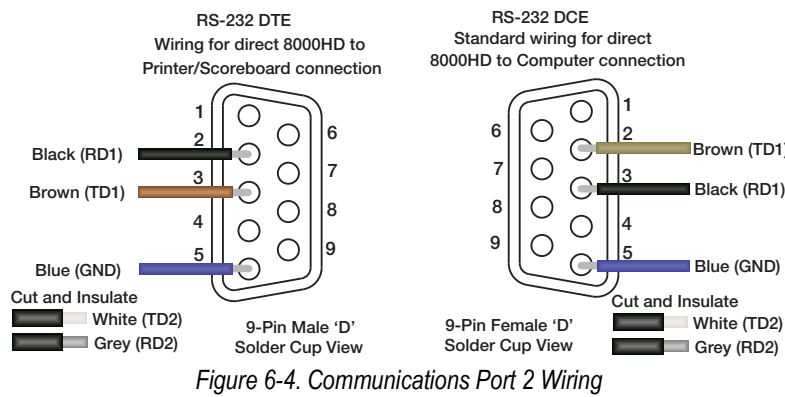 RS-232 DTE
Wiring for direct 8000HD to
Printer/Scoreboard connection
1
2
3
4
5
6
7
8
9
Black (RD1)
Brown (TD1)
Blue (GND)
Cut and Insulate
White (TD2)
Grey (RD2)
9-Pin Male ‘D’
Solder Cup View
RS-232 DCE
Standard wiring for direct
8000HD to Computer connection
1
2
3
4
5
6
7
8
9
Brown (TD1)
Black (RD1)
Blue (GND)
Cut and Insulate
White (TD2)
Grey (RD2)
9-Pin Female ‘D’
Solder Cup View
Figure 6-4. Communications Port 2 Wiring